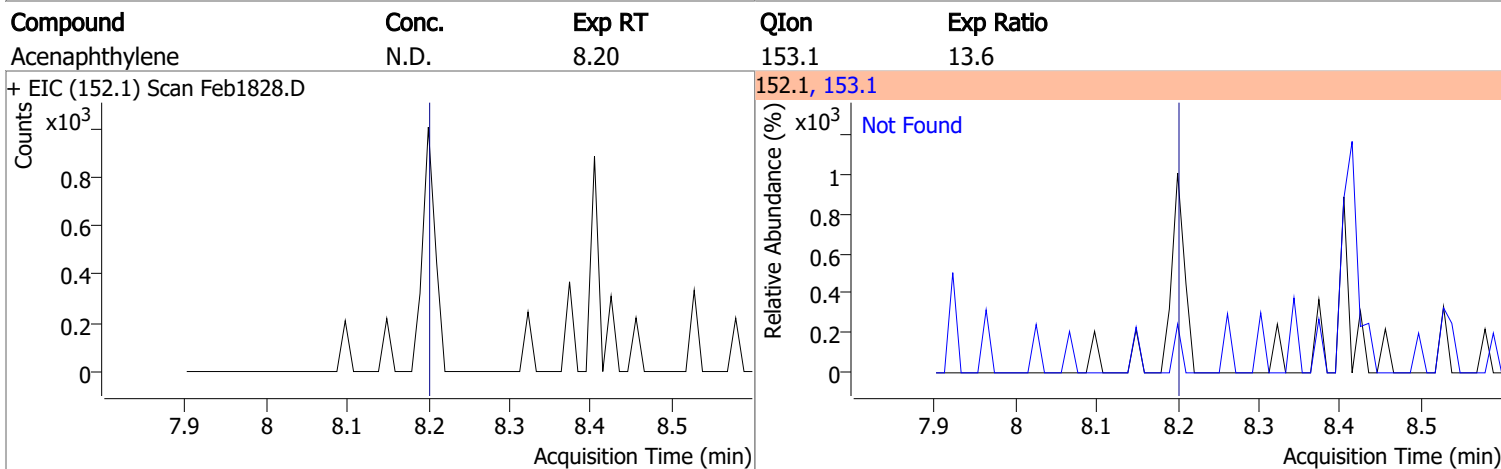 Compound Conc. Exp RT QIon Exp Ratio
Acenaphthylene N.D. 8.20 153.1 13.6
+ EIC (152.1) Scan Feb1828.D
Counts
x10³
0.8
0.6
0.4
0.2
0
7.9 8 8.1 8.2 8.3 8.4 8.5
Acquisition Time (min)
152.1, 153.1
Relative Abundance (%)
x10³
Not Found
1
0.8
0.6
0.4
0.2
0
7.9 8 8.1 8.2 8.3 8.4 8.5
Acquisition Time (min)